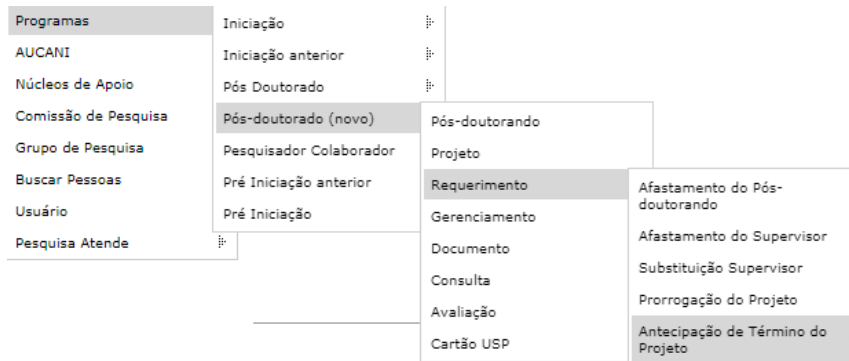 Programas
AUCANI
Núcleos de Apoio
Comissão de Pesquisa
Grupo de Pesquisa
Buscar Pessoas
Usuário
Pesquisa Atende
Iniciação
Iniciação anterior
Pós Doutorado
Pós-doutorado (novo)
Pesquisador Colaborador
Pré Iniciação anterior
Pré Iniciação
Pós-doutorando
Projeto
Requerimento
Gerenciamento
Documento
Consulta
Avaliação
Cartão USP
Afastamento do Pós-
doutorando
Afastamento do Supervisor
Substituição Supervisor
Prorrogação do Projeto
Antecipação de Término do
Projeto